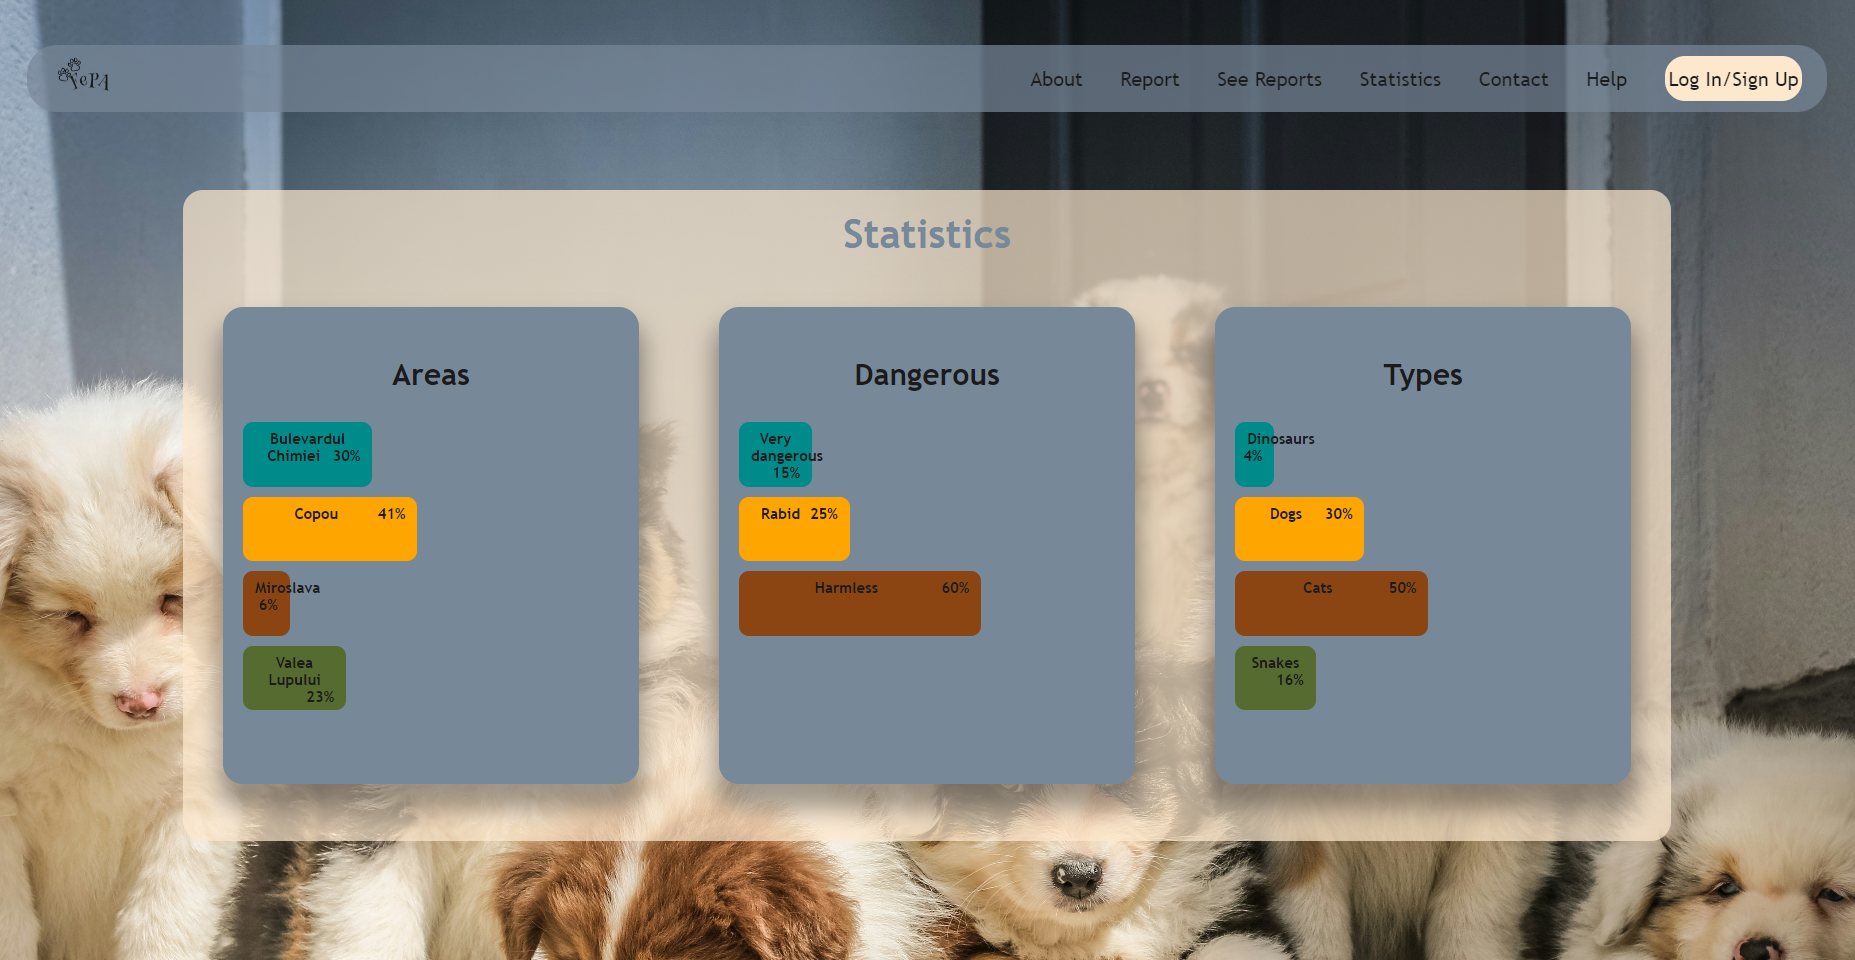 FePA
About Report See Reports Statistics Contact Help Log In/Sign Up
Statistics
Areas
Bulevardul
Chimiei 30%
Copou 41%
Miroslava
6%
Valea
Lupului
23%
Dangerous
Very
dangerous
15%
Rabid 25%
Harmless 60%
Types
Dinosaurs
4%
Dogs 30%
Cats 50%
Snakes
16%